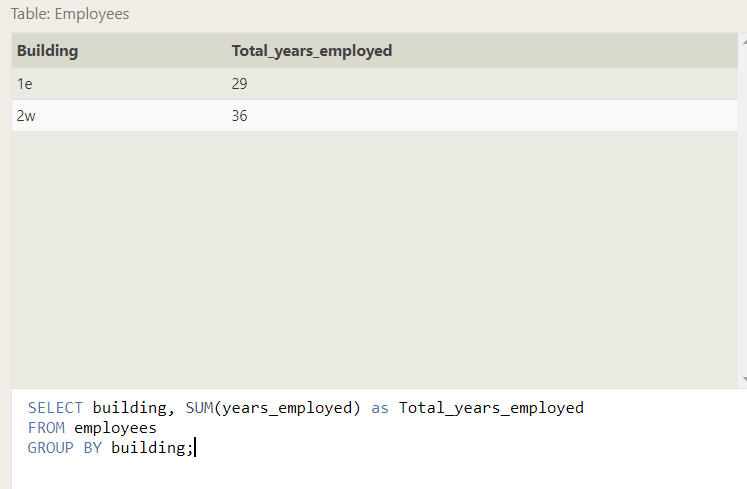 Table: Employees
Building Total_years_employed
1e 29
2w 36
SELECT building, SUM(years_employed) as Total_years_employed
FROM employees
GROUP BY building;